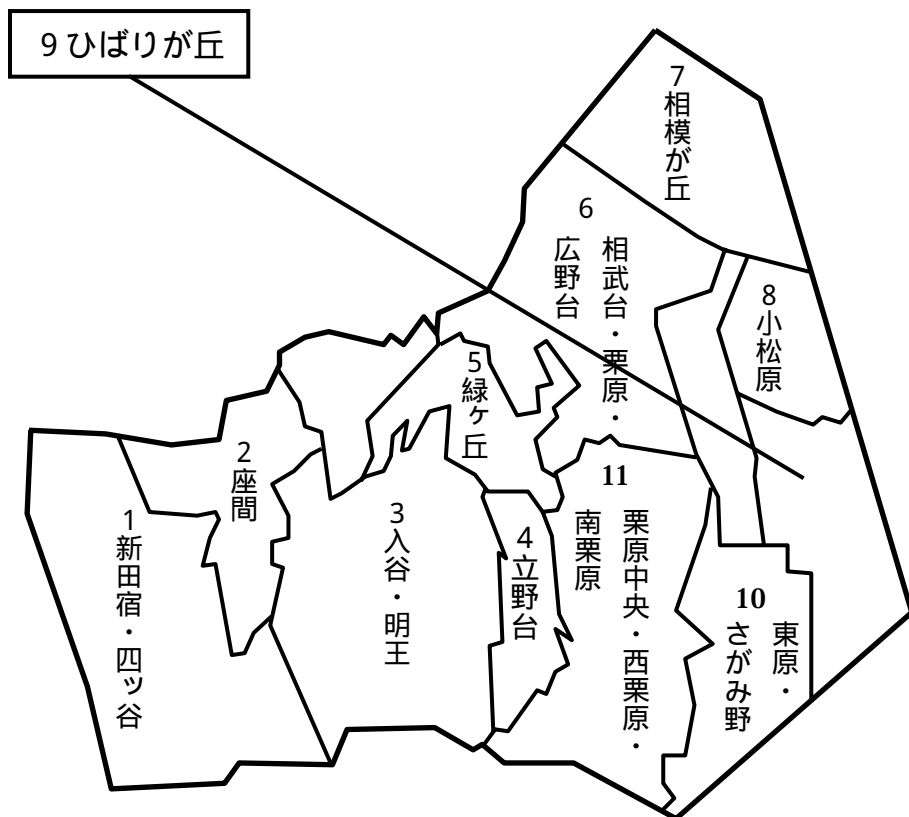 9 ひばりが丘
7 相模が丘
6 相武台・栗原・
広野台
8 小松原
5 緑ヶ丘
2 座間
11 栗原中央・西栗原・
南栗原
3 入谷・明王
1 新田宿・四ッ谷
4 立野台
10 東原・
さがみ野